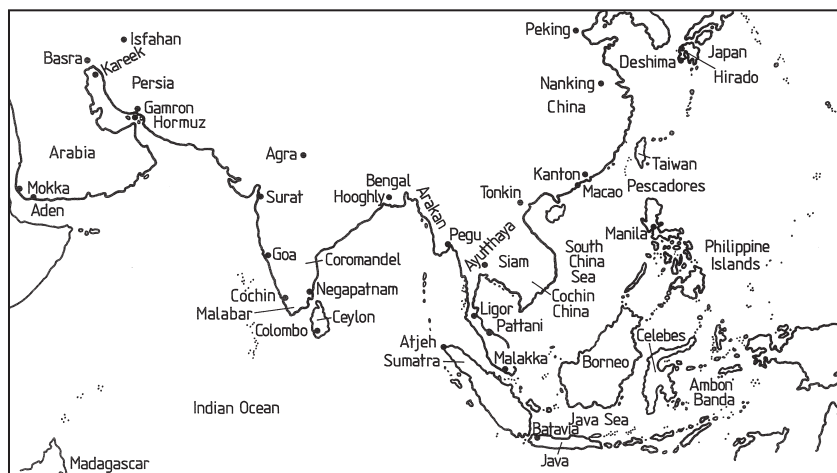 Peking
Isfahan
Japan
Deshima
Basra
Kareek
Hirado
Persia
Nanking
Gamron
China
Hormuz
Arabia
Agra
Taiwan
Kanton
Bengal
Mokka
Macao
Pescadores
Hooghly
Arakan
Tonkin
Surat
Aden
Pegu
Ayutthaya
Manila
Goa
Coromandel
Siam
South
China
Sea
Philippine
Islands
Negapatnam
Cochin
China
Cochin
Malabar
Ceylon
Ligor
Colombo
Pattani
Atjeh
Celebes
Sumatra
Malakka
Borneo
Ambon
Banda
Indian Ocean
Java Sea
Batavia
Java
Madagascar